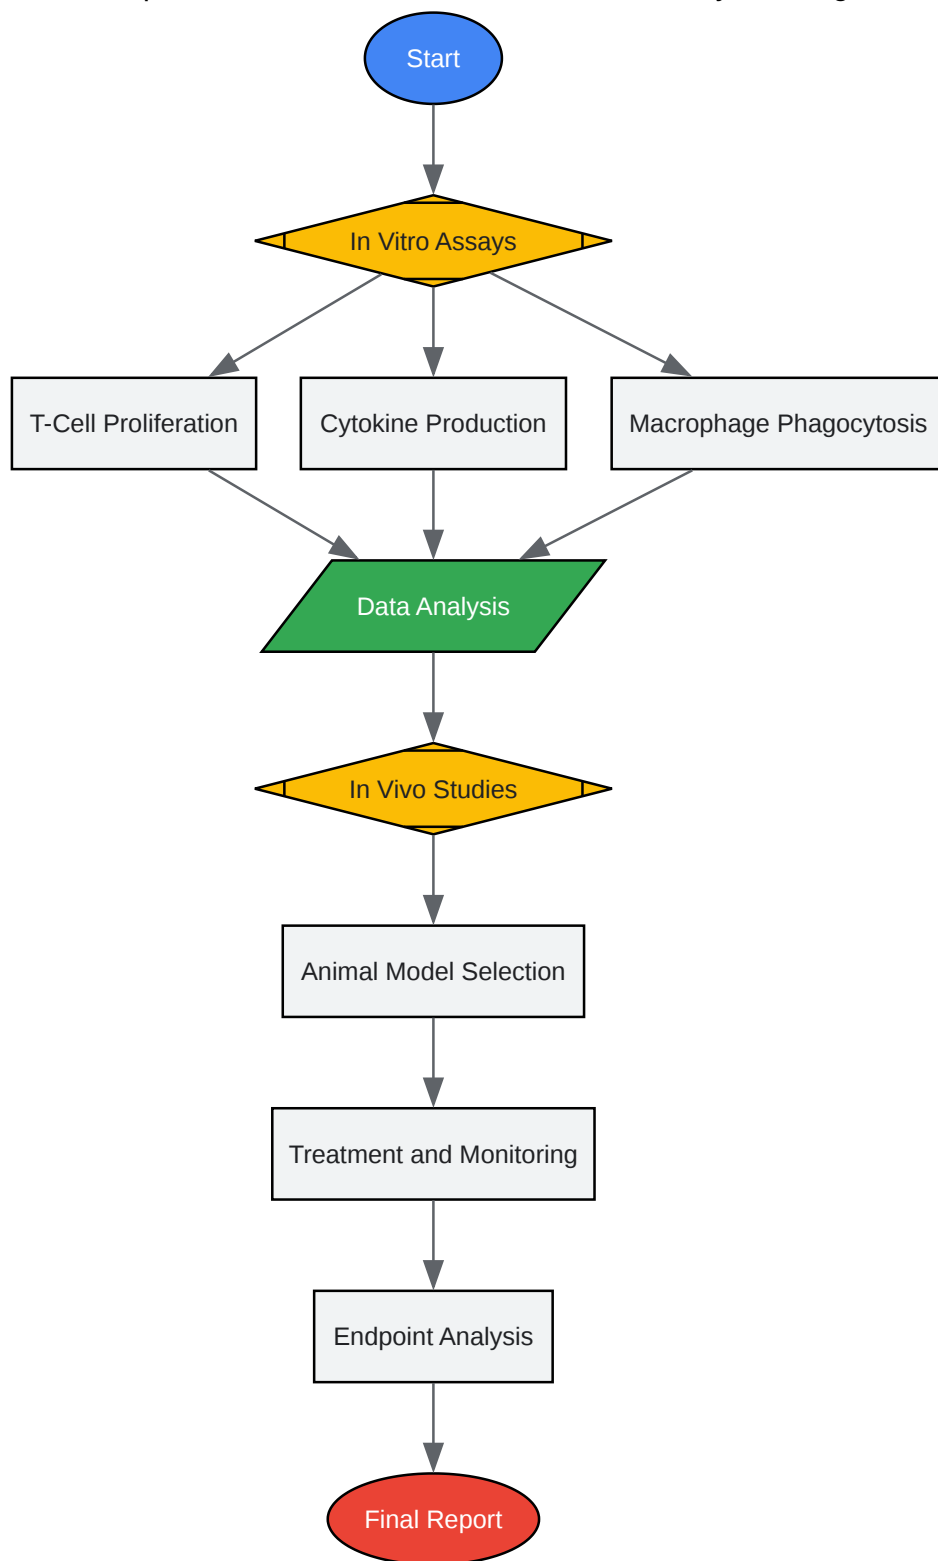 Start
In Vitro Assays
T-Cell Proliferation
Cytokine Production
Macrophage Phagocytosis
Data Analysis
In Vivo Studies
Animal Model Selection
Treatment and Monitoring
Endpoint Analysis
Final Report